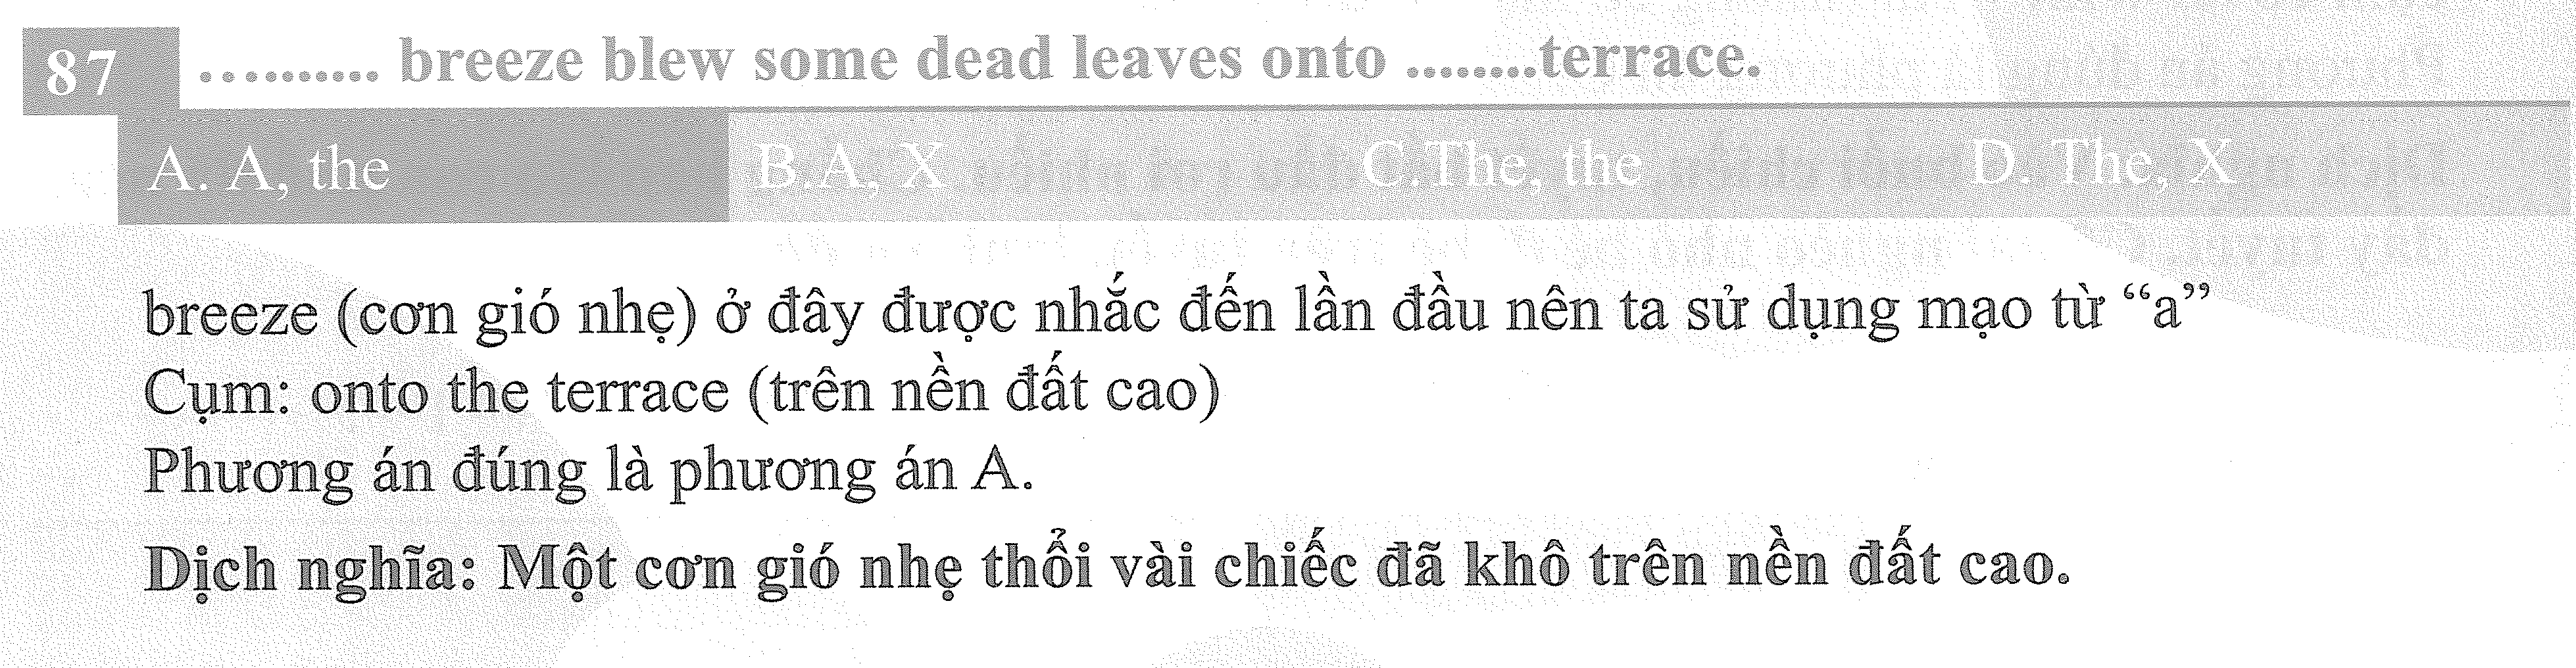 87 .......... breeze blew some dead leaves onto ........terrace.
A. A, the B.A, X C.The, the D. The, X
breeze (cơn gió nhẹ) ở đây được nhắc đến lần đầu nên ta sử dụng mạo từ “a”
Cụm: onto the terrace (trên nền đất cao)
Phương án đúng là phương án A.
Dịch nghĩa: Một cơn gió nhẹ thổi vài chiếc đã khô trên nền đất cao.